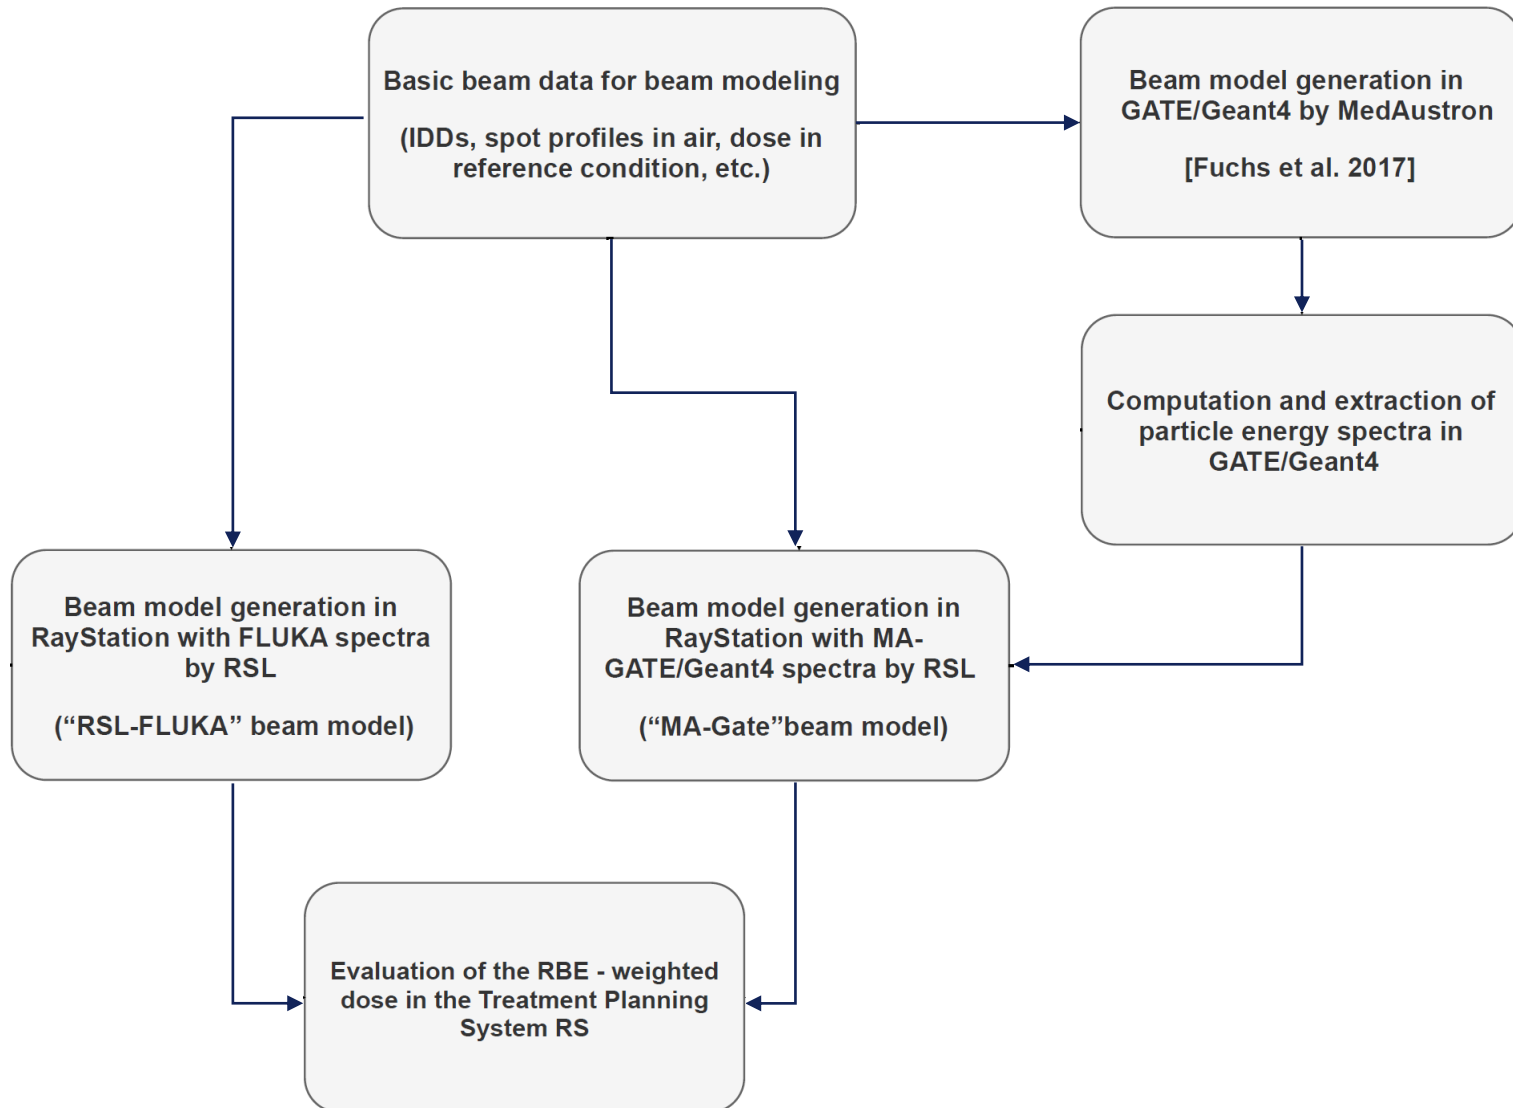 Basic beam data for beam modeling
(IDDs, spot profiles in air, dose in
reference condition, etc.)
Beam model generation in
GATE/Geant4 by MedAustron
[Fuchs et al. 2017]
Computation and extraction of
particle energy spectra in
GATE/Geant4
Beam model generation in
RayStation with FLUKA spectra
by RSL
(“RSL-FLUKA” beam model)
Beam model generation in
RayStation with MA-
GATE/Geant4 spectra by RSL
(“MA-Gate”beam model)
Evaluation of the RBE - weighted
dose in the Treatment Planning
System RS